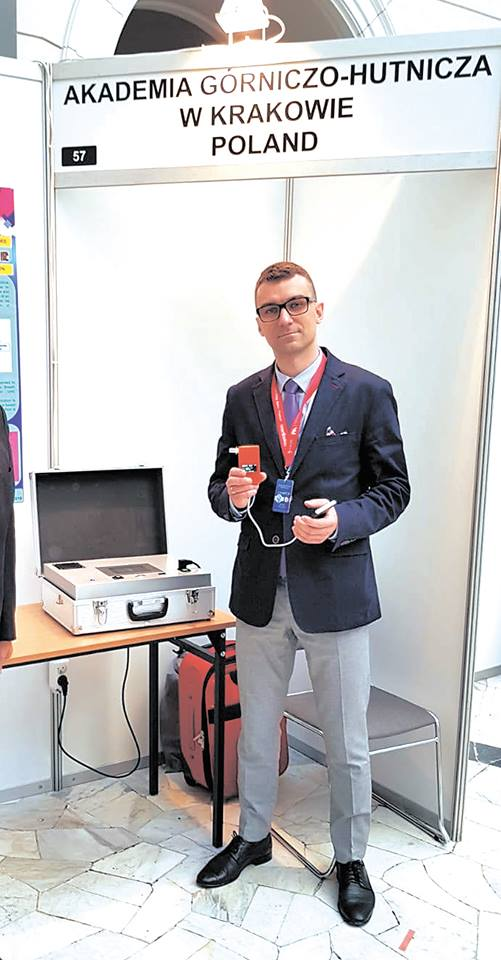 AKADEMIA GÓRNICZO-HUTNICZA
W KRAKOWIE
POLAND
57